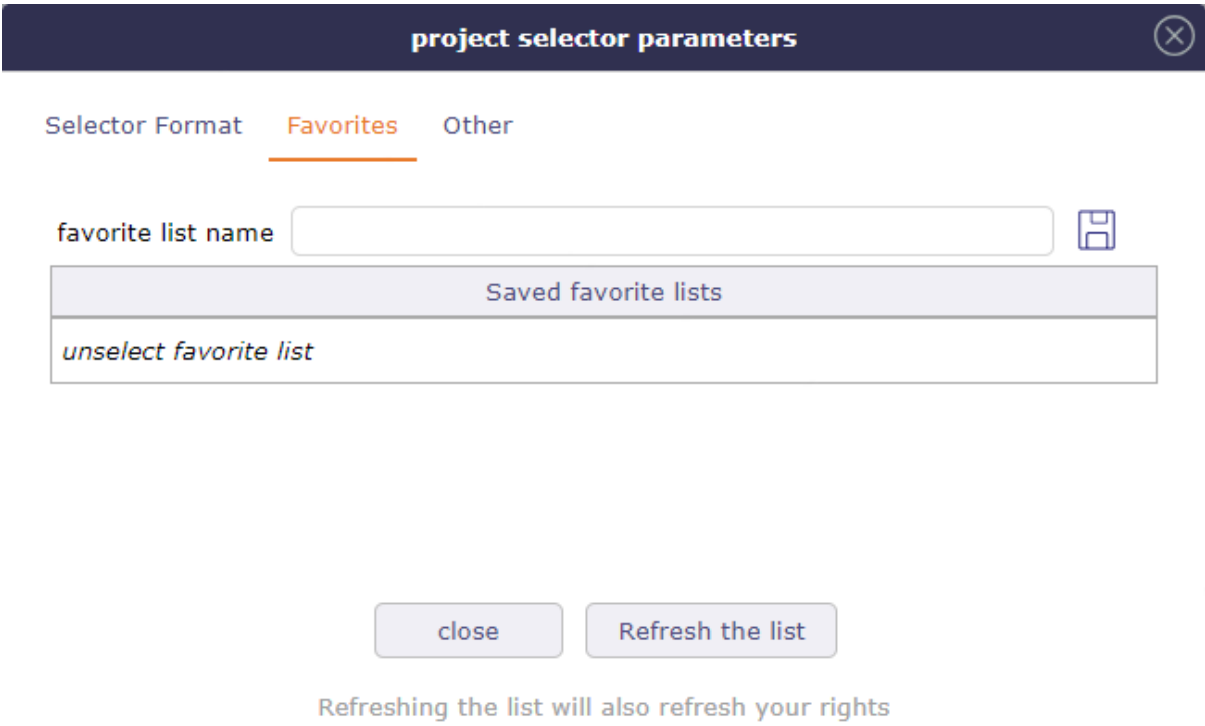 project selector parameters
Selector Format Favorites Other
favorite list name
Saved favorite lists
unselect favorite list
close Refresh the list
Refreshing the list will also refresh your rights